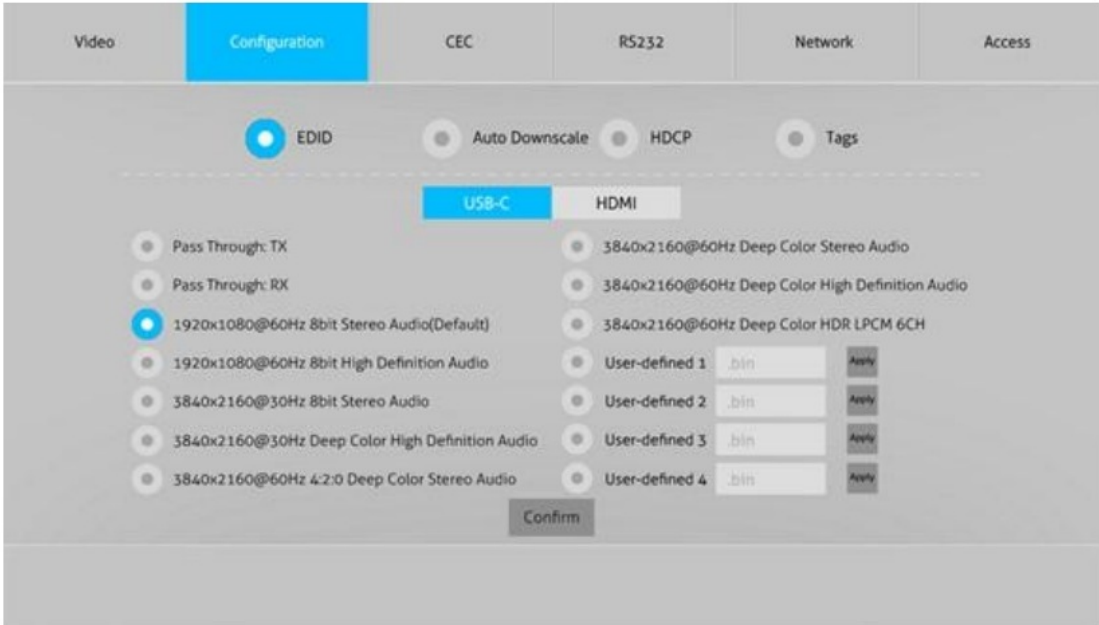 Video Configuration CEC RS232 Network Access
EDID Auto Downscale HDCP Tags
USB-C HDMI
Pass Through: TX
Pass Through: RX
1920x1080@60Hz 8bit Stereo Audio(Default)
1920x1080@60Hz 8bit High Definition Audio
3840x2160@30Hz 8bit Stereo Audio
3840x2160@30Hz Deep Color High Definition Audio
3840x2160@60Hz 4:2:0 Deep Color Stereo Audio
3840x2160@60Hz Deep Color Stereo Audio
3840x2160@60Hz Deep Color High Definition Audio
3840x2160@60Hz Deep Color HDR LPCM 6CH
User-defined 1 .bin Apply
User-defined 2 .bin Apply
User-defined 3 .bin Apply
User-defined 4 .bin Apply
Confirm